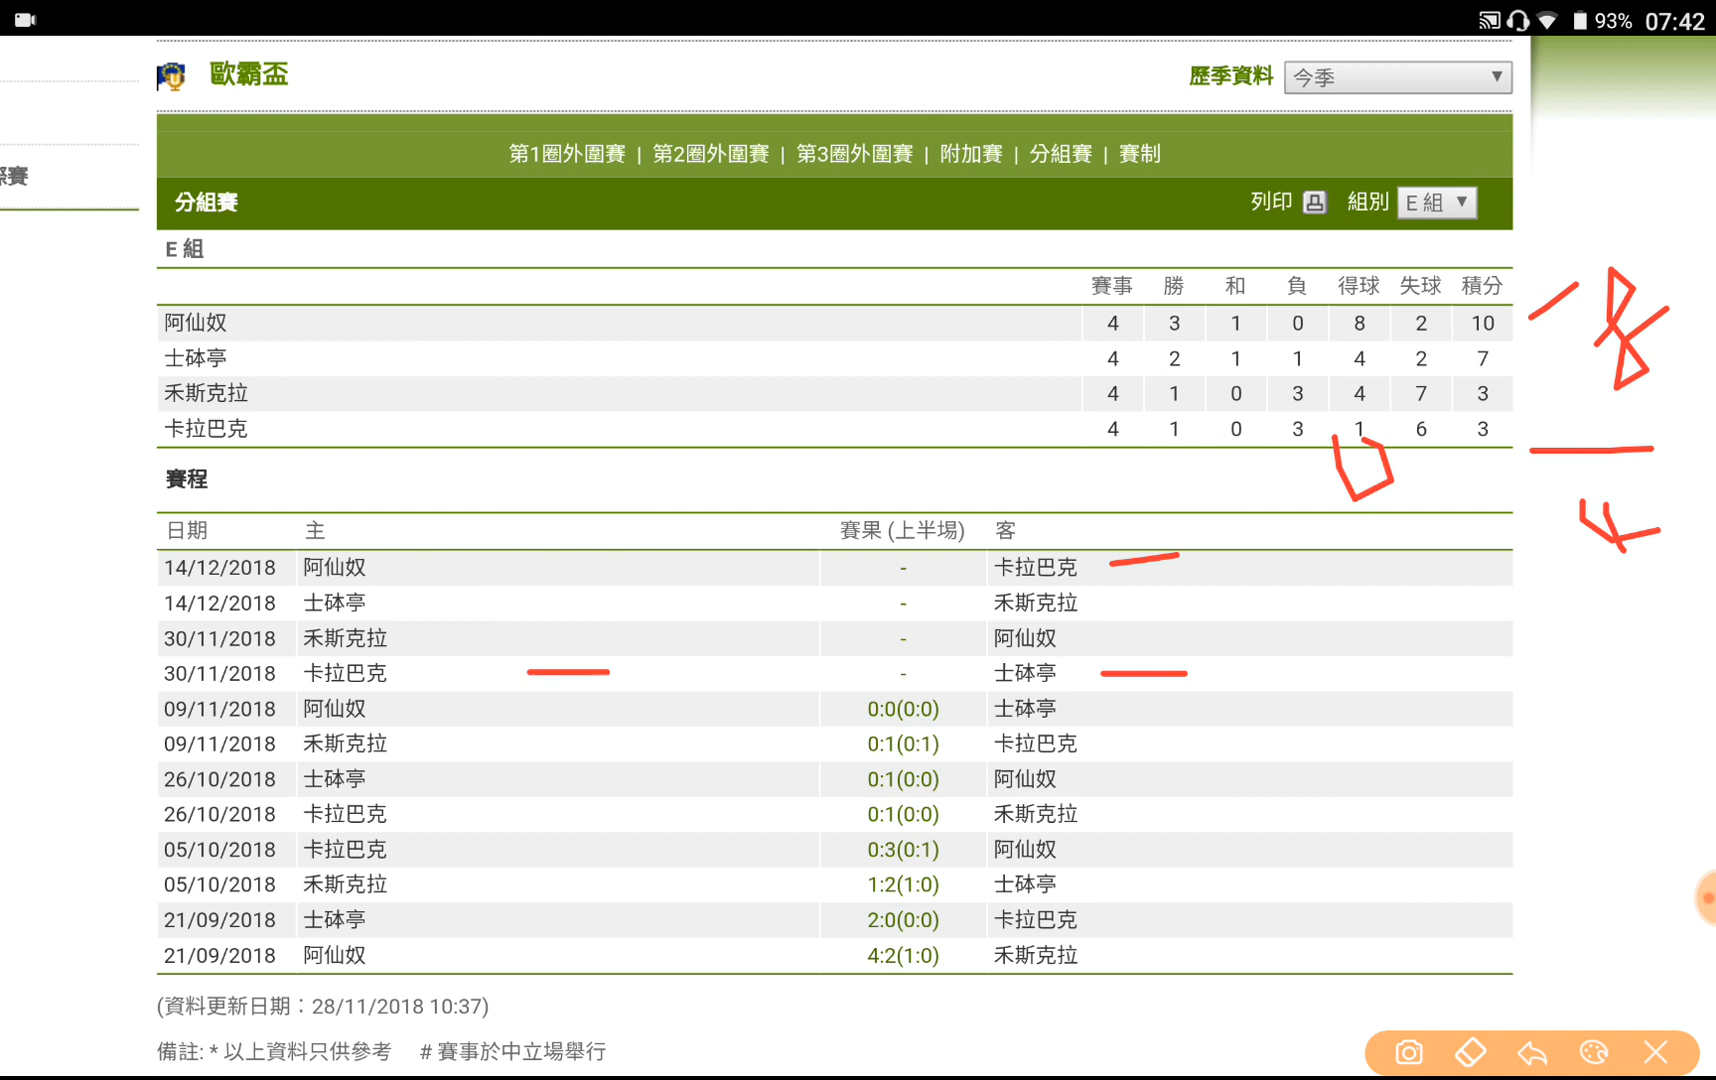 93% 07:42
歐霸盃 歷季資料 今季
第1圈外圍賽 | 第2圈外圍賽 | 第3圈外圍賽 | 附加賽 | 分組賽 | 賽制
際賽
分組賽 列印 組別 E 組
E 組
賽事 勝 和 負 得球 失球 積分
阿仙奴 4 3 1 0 8 2 10
士砵亭 4 2 1 1 4 2 7
禾斯克拉 4 1 0 3 4 7 3
卡拉巴克 4 1 0 3 1 6 3
賽程
日期 主 賽果 (上半場) 客
14/12/2018 阿仙奴 - 卡拉巴克
14/12/2018 士砵亭 - 禾斯克拉
30/11/2018 禾斯克拉 - 阿仙奴
30/11/2018 卡拉巴克 - 士砵亭
09/11/2018 阿仙奴 0:0(0:0) 士砵亭
09/11/2018 禾斯克拉 0:1(0:1) 卡拉巴克
26/10/2018 士砵亭 0:1(0:0) 阿仙奴
26/10/2018 卡拉巴克 0:1(0:0) 禾斯克拉
05/10/2018 卡拉巴克 0:3(0:1) 阿仙奴
05/10/2018 禾斯克拉 1:2(1:0) 士砵亭
21/09/2018 士砵亭 2:0(0:0) 卡拉巴克
21/09/2018 阿仙奴 4:2(1:0) 禾斯克拉
(資料更新日期：28/11/2018 10:37)
備註: * 以上資料只供參考 # 賽事於中立場舉行